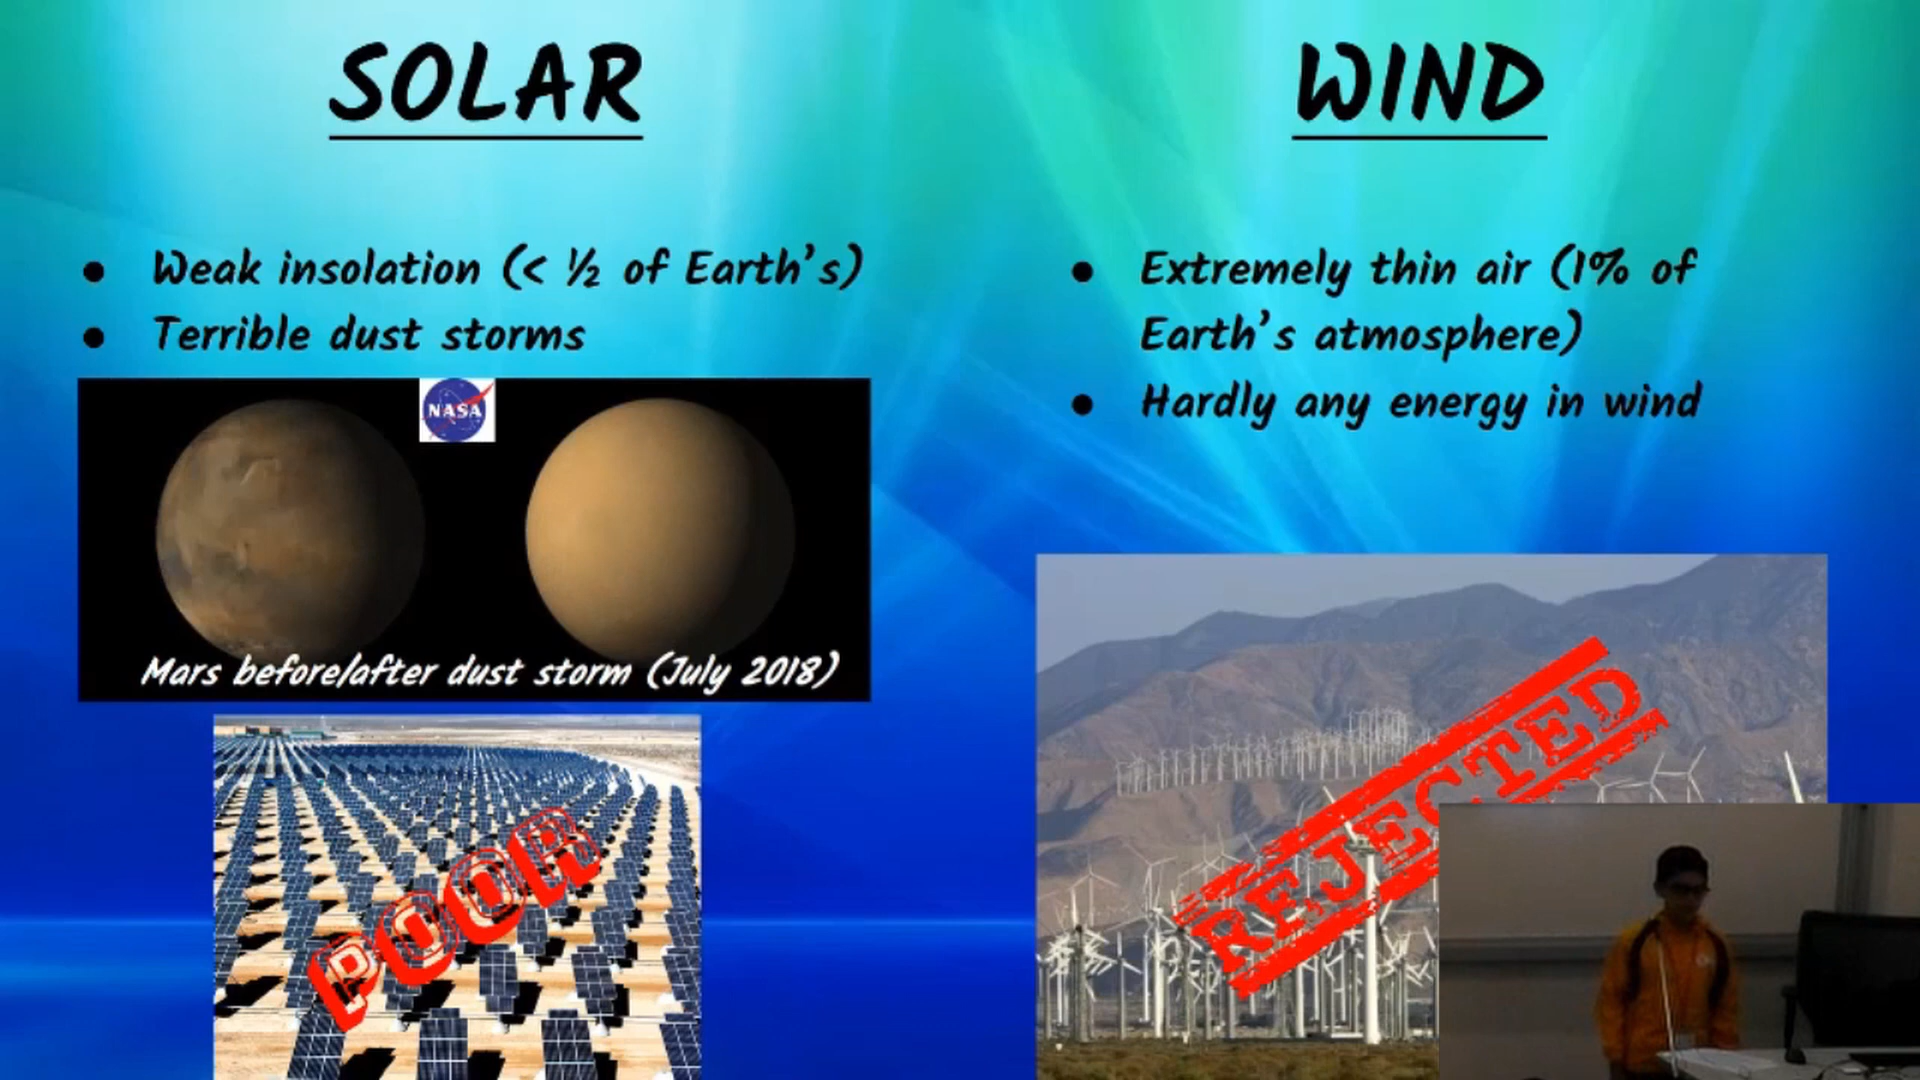 SOLAR
● Weak insolation (< ½ of Earth's)
● Terrible dust storms
NASA
Mars before/after dust storm (July 2018)
POOR
WIND
● Extremely thin air (1% of
Earth's atmosphere)
● Hardly any energy in wind
REJECTED